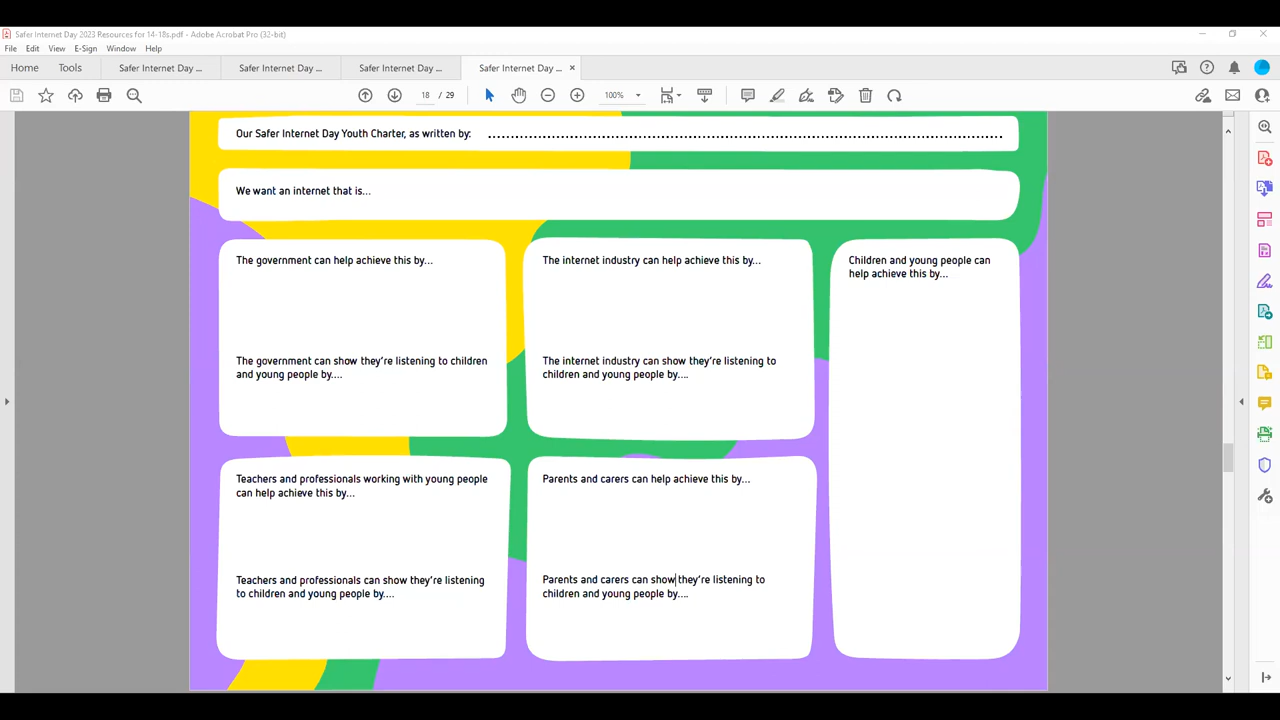 Safer Internet Day 2023 Resources for 14-18s.pdf - Adobe Acrobat Pro (32-bit)
File Edit View E-Sign Window Help
Home Tools Safer Internet Day ... Safer Internet Day ... Safer Internet Day ... Safer Internet Day ... ×
18 / 29 100%
Our Safer Internet Day Youth Charter, as written by: ................................................................................
We want an internet that is...
The government can help achieve this by...
The government can show they're listening to children
and young people by....
The internet industry can help achieve this by...
The internet industry can show they're listening to
children and young people by....
Children and young people can
help achieve this by...
Teachers and professionals working with young people
can help achieve this by...
Teachers and professionals can show they're listening
to children and young people by....
Parents and carers can help achieve this by...
Parents and carers can show they're listening to
children and young people by....